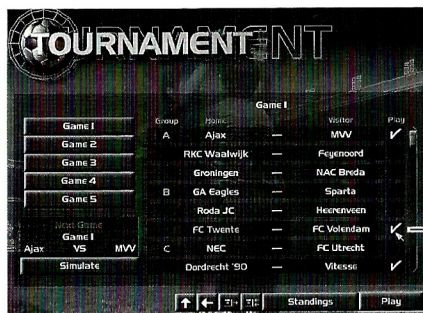 TOURNAMENT
Game 1
Group Home Visitor Play
A Ajax — MVV
RKC Waalwijk — Feyenoord
Groningen — NAC Breda
B GA Eagles — Sparta
Roda JC — Heerenveen
FC Twente — FC Volendam
C NEC — FC Utrecht
Dordrecht '90 — Vitesse
Game 1
Game 2
Game 3
Game 4
Game 5
Next Game
Game 1
Ajax VS MVV
Simulate
Standings Play